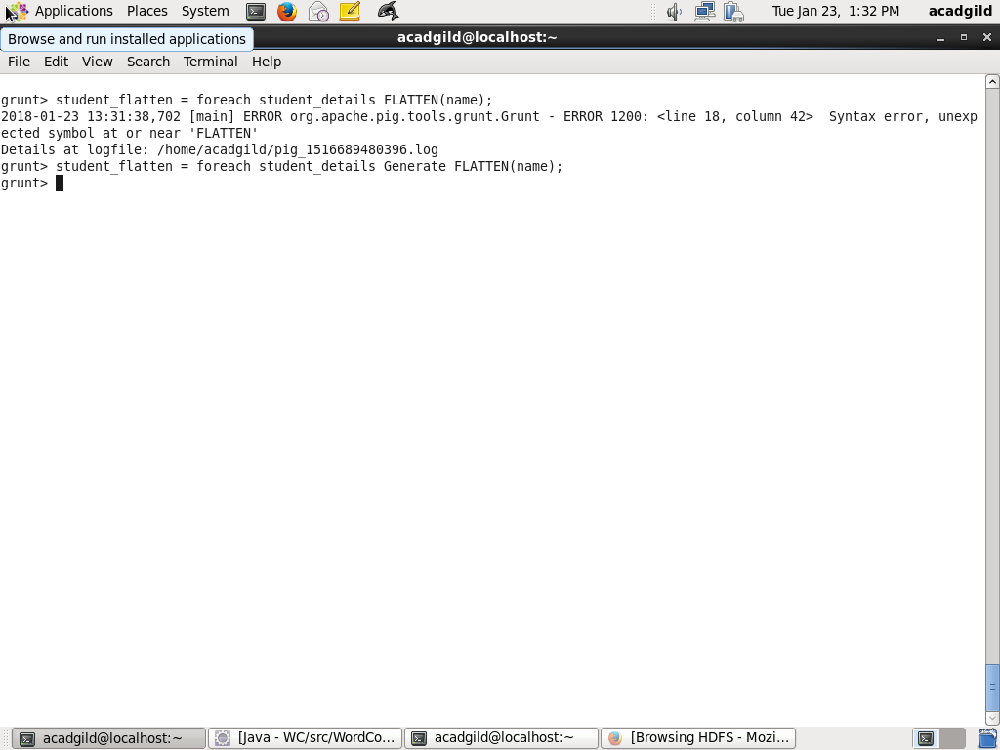 Applications Places System Tue Jan 23, 1:32 PM acadgild
Browse and run installed applications
acadgild@localhost:~
File Edit View Search Terminal Help
grunt> student_flatten = foreach student_details FLATTEN(name);
2018-01-23 13:31:38,702 [main] ERROR org.apache.pig.tools.grunt.Grunt - ERROR 1200: <line 18, column 42>  Syntax error, unexp
ected symbol at or near 'FLATTEN'
Details at logfile: /home/acadgild/pig_1516689480396.log
grunt> student_flatten = foreach student_details Generate FLATTEN(name);
grunt>
acadgild@localhost:~ [Java - WC/src/WordCo... acadgild@localhost:~ [Browsing HDFS - Mozi...